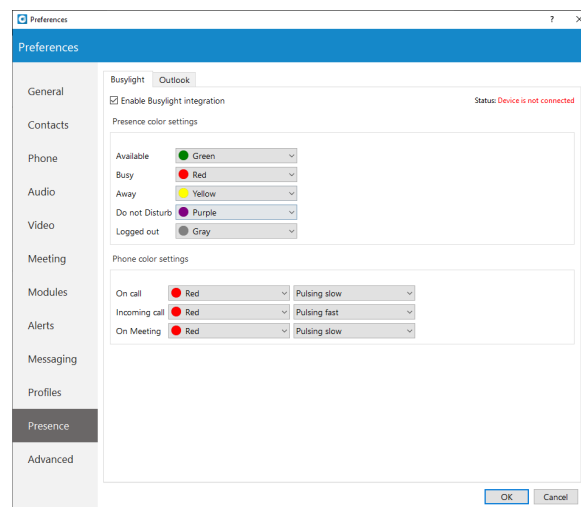 Preferences ? X
Preferences
General
Contacts
Phone
Audio
Video
Meeting
Modules
Alerts
Messaging
Profiles
Presence
Advanced
Busylight Outlook
Enable Busylight integration Status: Device is not connected
Presence color settings
Available Green
Busy Red
Away Yellow
Do not Disturb Purple
Logged out Gray
Phone color settings
On call Red Pulsing slow
Incoming call Red Pulsing fast
On Meeting Red Pulsing slow
OK Cancel